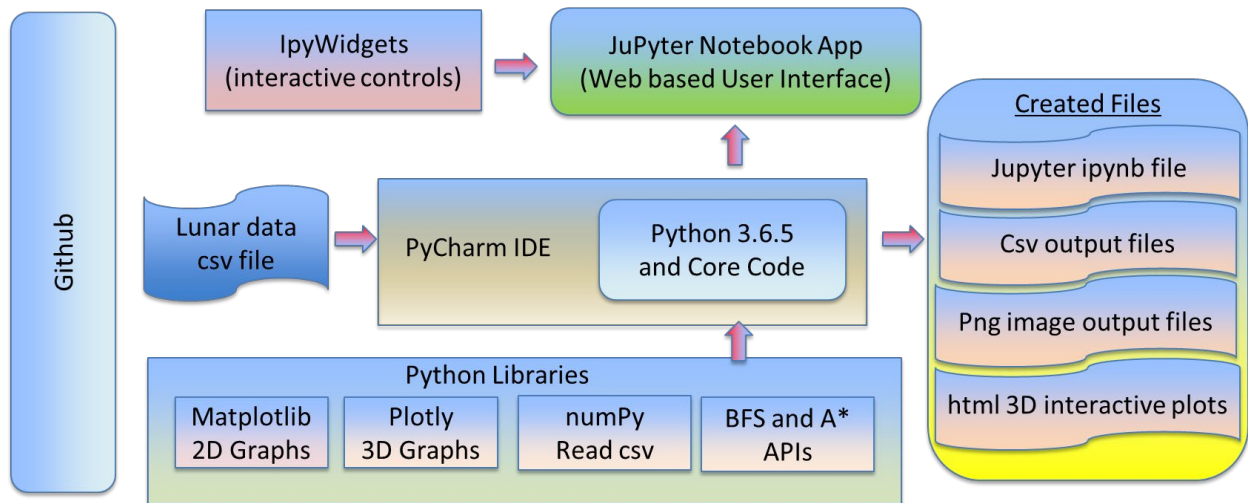 Github
IpyWidgets
(interactive controls)
JuPyter Notebook App
(Web based User Interface)
Lunar data
csv file
PyCharm IDE
Python 3.6.5
and Core Code
Python Libraries
Matplotlib
2D Graphs
Plotly
3D Graphs
numPy
Read csv
BFS and A*
APIs
Created Files
Jupyter ipynb file
Csv output files
Png image output files
html 3D interactive plots